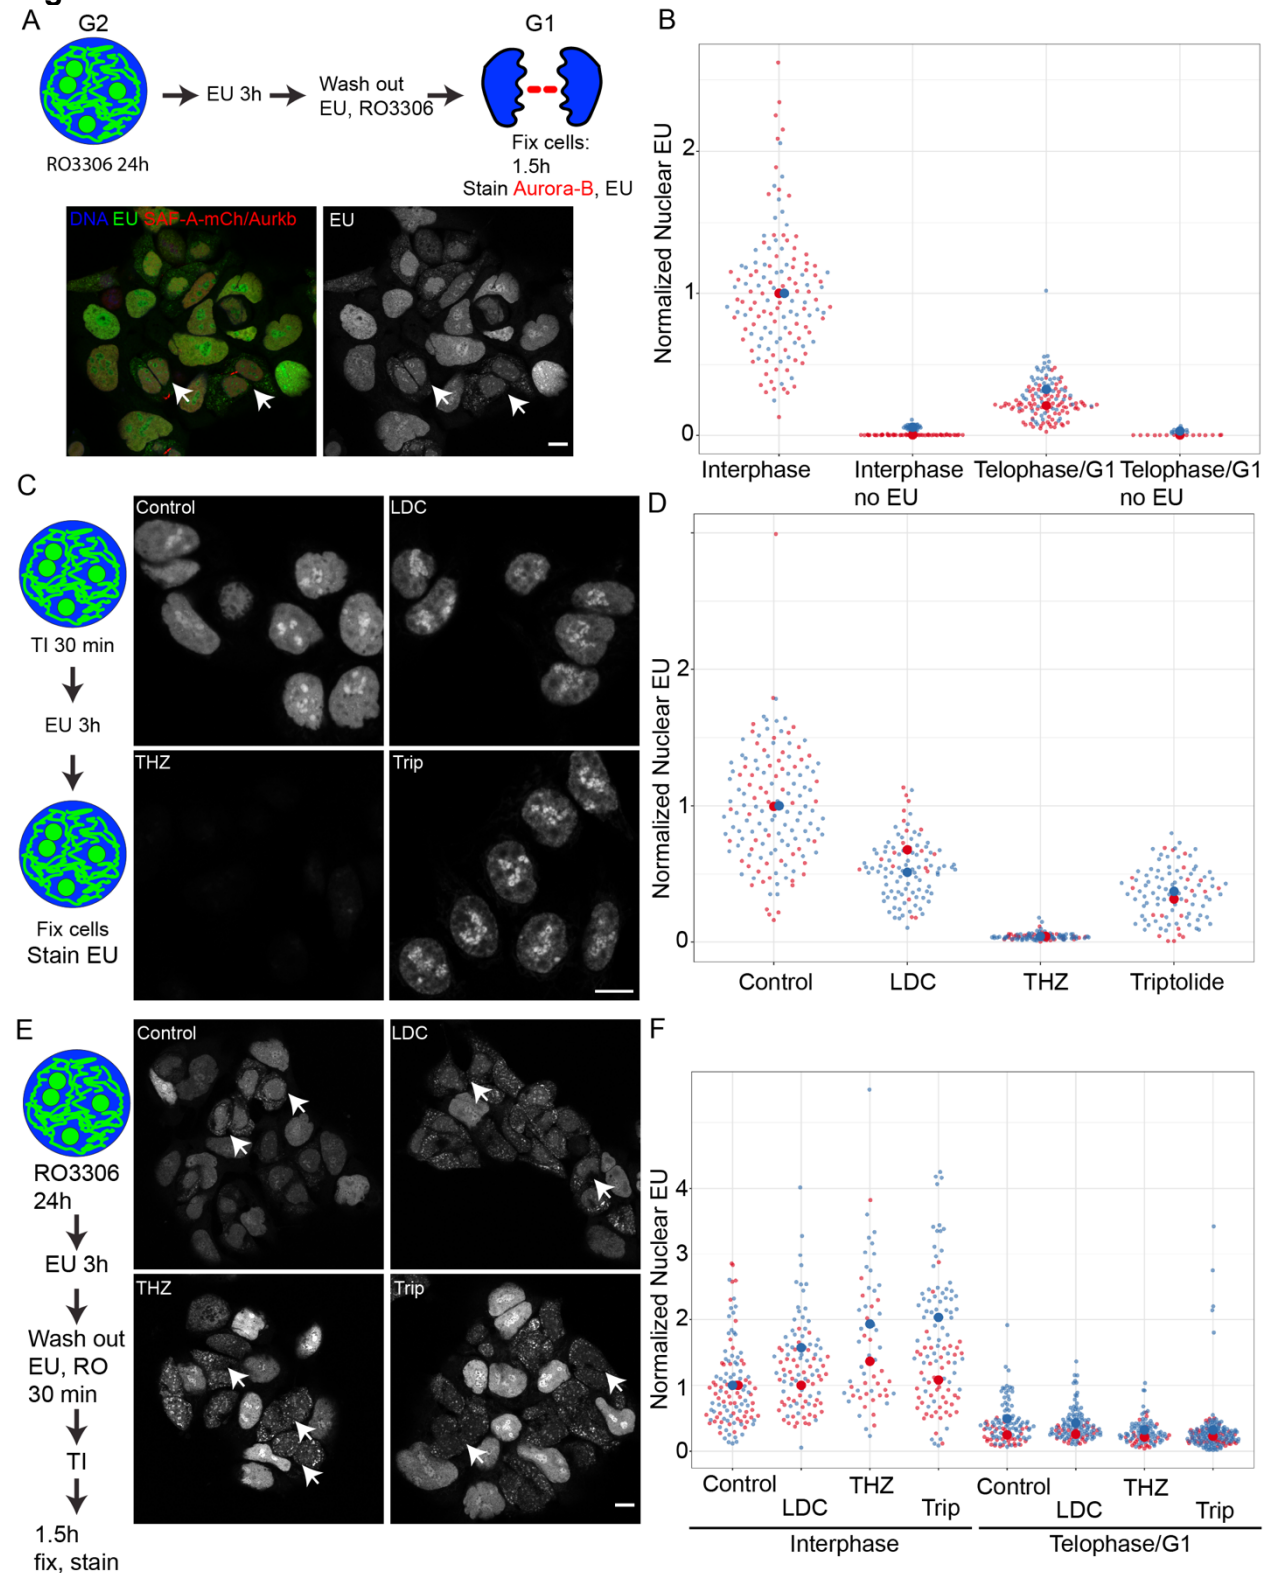 A
G2
RO3306 24h
EU 3h
Wash out
EU, RO3306
G1
Fix cells:
1.5h
Stain Aurora-B, EU
DNA EU SAF-A-mCh/Aurkb
EU
B
Normalized Nuclear EU
2
1
0
Interphase
Interphase
no EU
Telophase/G1
Telophase/G1
no EU
C
TI 30 min
EU 3h
Fix cells
Stain EU
Control
LDC
THZ
Trip
D
Normalized Nuclear EU
2
1
0
Control
LDC
THZ
Triptolide
E
RO3306
24h
EU 3h
Wash out
EU, RO
30 min
TI
1.5h
fix, stain
Control
LDC
THZ
Trip
F
Normalized Nuclear EU
4
3
2
1
0
Control
LDC
THZ
Trip
Control
LDC
THZ
Trip
Interphase
Telophase/G1